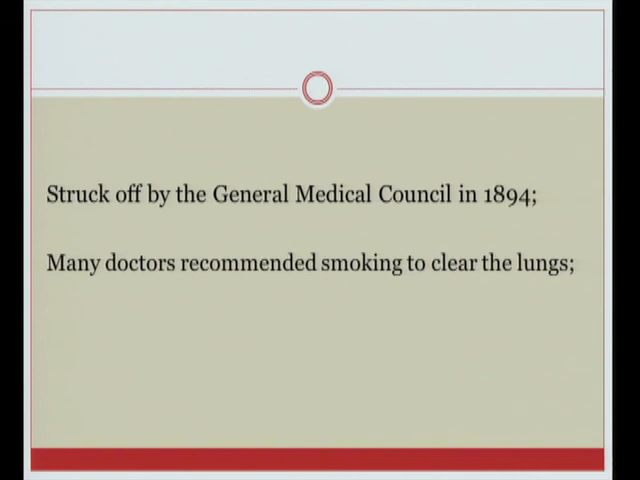 Struck off by the General Medical Council in 1894;
Many doctors recommended smoking to clear the lungs;